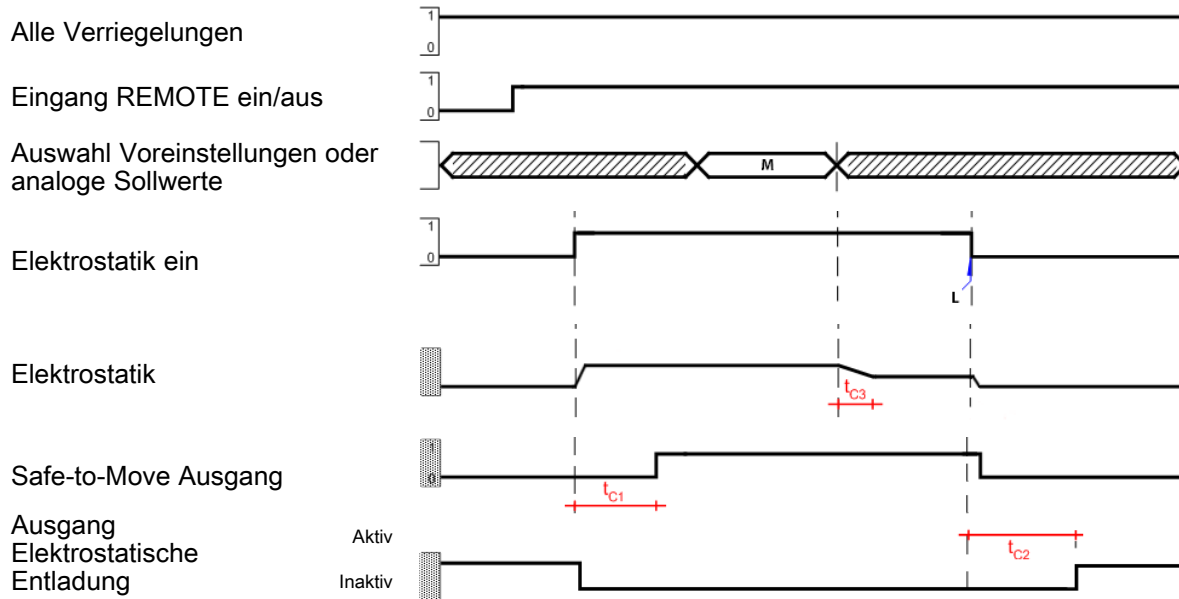 Alle Verriegelungen
1
0
Eingang REMOTE ein/aus
1
0
Auswahl Voreinstellungen oder
analoge Sollwerte
M
Elektrostatik ein
1
0
L
Elektrostatik
tC3
Safe-to-Move Ausgang
1
0
tC1
Ausgang
Elektrostatische
Entladung
Aktiv
Inaktiv
tC2